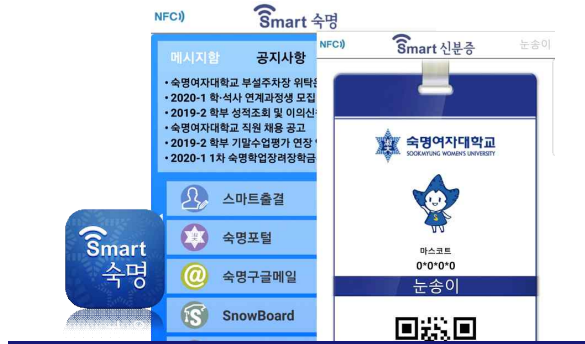 NFC
Smart 숙명
메시지함 공지사항
• 숙명여자대학교 부설주차장 위탁
• 2020-1 학·석사 연계과정생 모집
• 2019-2 학부 성적조회 및 이의신
• 숙명여자대학교 직원 채용 공고
• 2019-2 학부 기말수업평가 연장
• 2020-1 1차 숙명학업장려장학금
스마트출결
숙명포털
@ 숙명구글메일
SnowBoard
Smart
숙명
NFC
Smart 신분증
눈송이
숙명여자대학교
SOOKMYUNG WOMEN'S UNIVERSITY
마스코트
0*0*0*0
눈송이